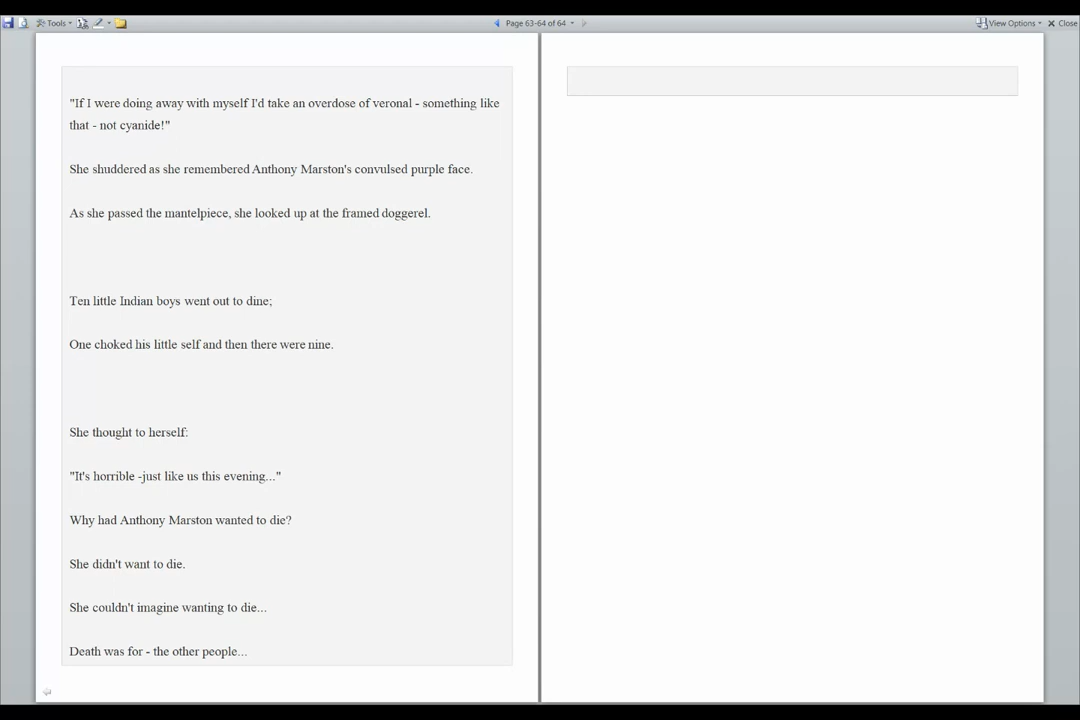 Tools
Page 63-64 of 64
View Options
Close
"If I were doing away with myself I'd take an overdose of veronal - something like
that - not cyanide!"
She shuddered as she remembered Anthony Marston's convulsed purple face.
As she passed the mantelpiece, she looked up at the framed doggerel.
Ten little Indian boys went out to dine;
One choked his little self and then there were nine.
She thought to herself:
"It's horrible -just like us this evening..."
Why had Anthony Marston wanted to die?
She didn't want to die.
She couldn't imagine wanting to die...
Death was for - the other people...